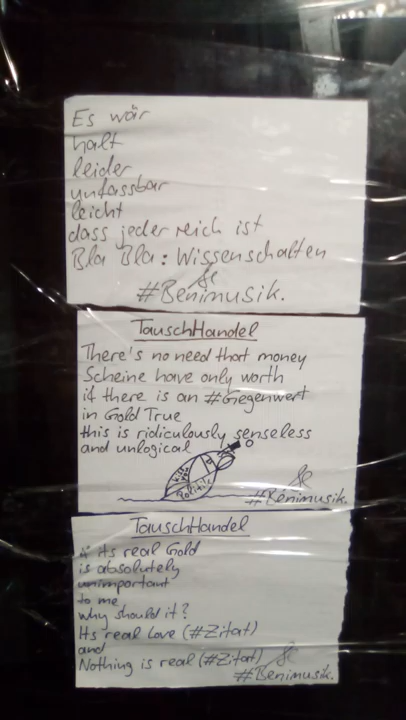 Es wär
halt
leider
unfassbar
leicht
dass jeder reich ist
Bla Bla: Wissenschalten
#Benimusik.
TauschHandel
There's no need that money
Scheine have only worth
if there is an #Gegenwert
in Gold True
this is ridiculously senseless
and unlogical
Politik
#Benimusik.
TauschHandel
if its real Gold
is absolutely
unimportant
to me
why should it?
Its real Love (#Zitat)
and
Nothing is real (#Zitat)
#Benimusik.